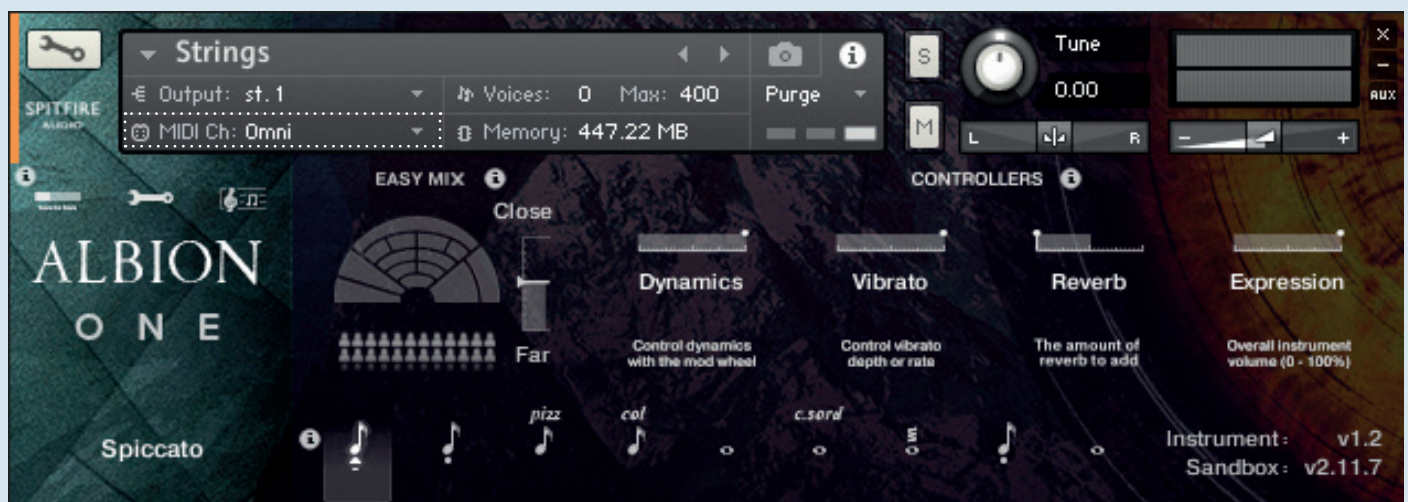 Strings
S
Tune
×
SPITFIRE
AUDIO
Output: st.1
Voices: 0 Max: 400
Purge
0.00
AUX
MIDI Ch: Omni
Memory: 447.22 MB
M
L
R
-
+
EASY MIX
CONTROLLERS
Close
ALBION
ONE
Dynamics
Vibrato
Reverb
Expression
Far
Control dynamics
with the mod wheel
Control vibrato
depth or rate
The amount of
reverb to add
Overall instrument
volume (0 - 100%)
pizz
col
c.sord
Spiccato
Instrument: v1.2
Sandbox: v2.11.7